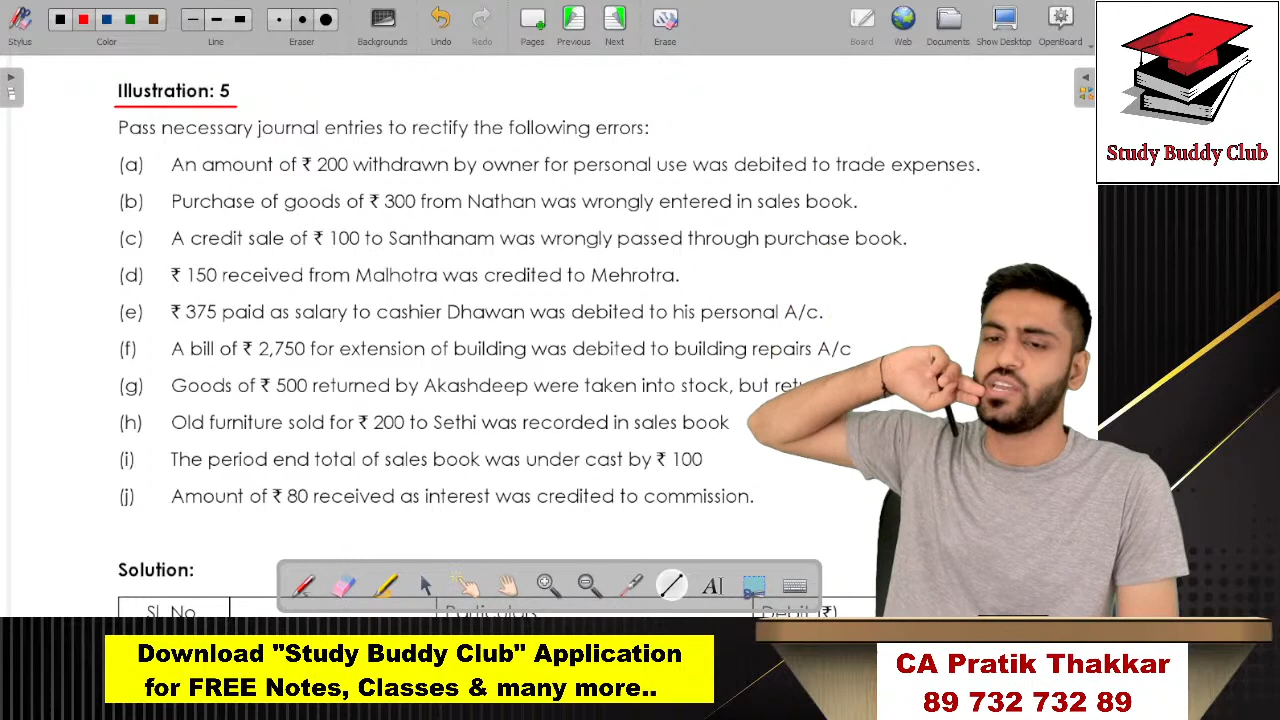 Stylus
Color
Line
Eraser
Backgrounds
Undo
Redo
Pages
Previous
Next
Erase
Board
Web
Documents
Show Desktop
OpenBoard
Study Buddy Club
Illustration: 5
Pass necessary journal entries to rectify the following errors:
(a) An amount of ₹ 200 withdrawn by owner for personal use was debited to trade expenses.
(b) Purchase of goods of ₹ 300 from Nathan was wrongly entered in sales book.
(c) A credit sale of ₹ 100 to Santhanam was wrongly passed through purchase book.
(d) ₹ 150 received from Malhotra was credited to Mehrotra.
(e) ₹ 375 paid as salary to cashier Dhawan was debited to his personal A/c.
(f) A bill of ₹ 2,750 for extension of building was debited to building repairs A/c
(g) Goods of ₹ 500 returned by Akashdeep were taken into stock, but
(h) Old furniture sold for ₹ 200 to Sethi was recorded in sales book
(i) The period end total of sales book was under cast by ₹ 100
(j) Amount of ₹ 80 received as interest was credited to commission.
Solution:
SL No Particulars Debit (₹)
Download "Study Buddy Club" Application
for FREE Notes, Classes & many more..
CA Pratik Thakkar
89 732 732 89